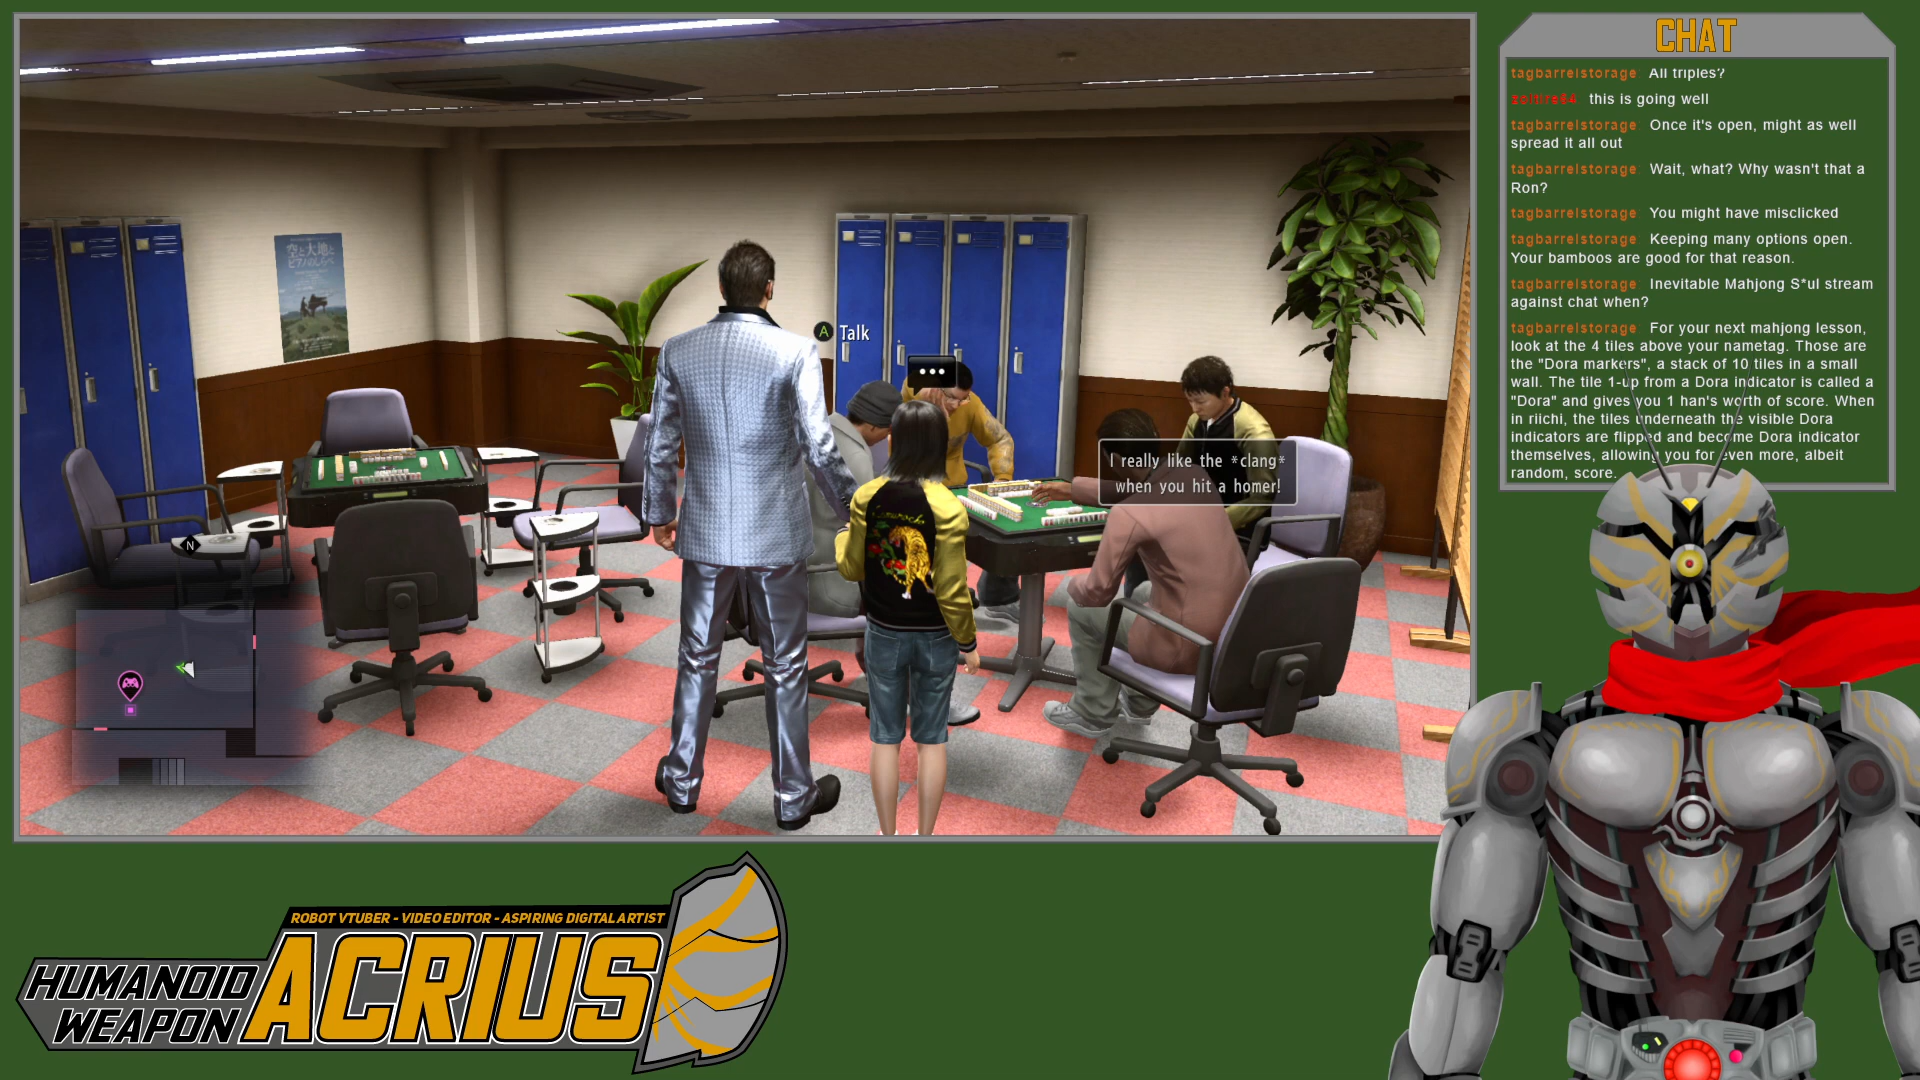 CHAT
tagbarrelstorage All triples?
this is going well
tagbarrelstorage Once it's open, might as well
spread it all out
tagbarrelstorage Wait, what? Why wasn't that a
Ron?
tagbarrelstorage You might have misclicked
tagbarrelstorage Keeping many options open.
Your bamboos are good for that reason.
tagbarrelstorage Inevitable Mahjong S*ul stream
against chat when?
tagbarrelstorage For your next mahjong lesson,
look at the 4 tiles above your nametag. Those are
the "Dora markers", a stack of 10 tiles in a small
wall. The tile 1-up from a Dora indicator is called a
"Dora" and gives you 1 han's worth of score. When
in riichi, the tiles underneath the visible Dora
indicators are flipped and become Dora indicator
themselves, allowing you for even more, albeit
random, score.
空と大地と
A Talk
I really like the *clang*
when you hit a homer!
N
ROBOT VTUBER - VIDEO EDITOR - ASPIRING DIGITAL ARTIST
HUMANOID
WEAPON
ACRIUS